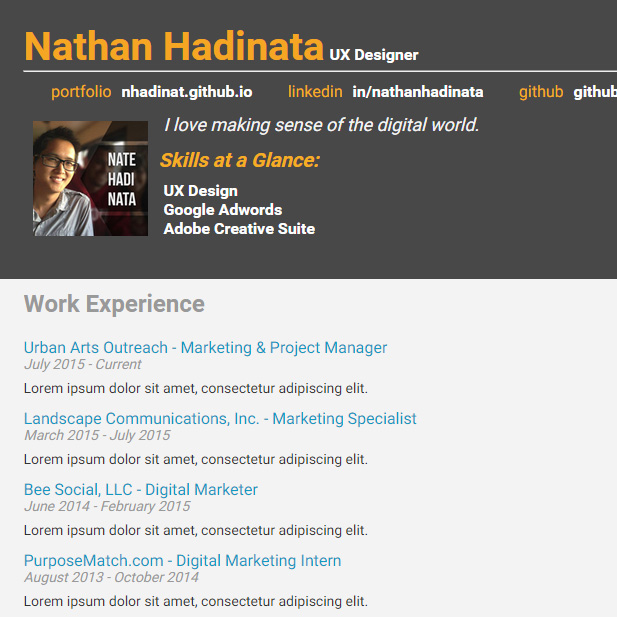 Nathan Hadinata UX Designer
portfolio nhadinat.github.io linkedin in/nathanhadinata github github
I love making sense of the digital world.
NATE
HADI
NATA
Skills at a Glance:
UX Design
Google Adwords
Adobe Creative Suite
Work Experience
Urban Arts Outreach - Marketing & Project Manager
July 2015 - Current
Lorem ipsum dolor sit amet, consectetur adipiscing elit.
Landscape Communications, Inc. - Marketing Specialist
March 2015 - July 2015
Lorem ipsum dolor sit amet, consectetur adipiscing elit.
Bee Social, LLC - Digital Marketer
June 2014 - February 2015
Lorem ipsum dolor sit amet, consectetur adipiscing elit.
PurposeMatch.com - Digital Marketing Intern
August 2013 - October 2014
Lorem ipsum dolor sit amet, consectetur adipiscing elit.